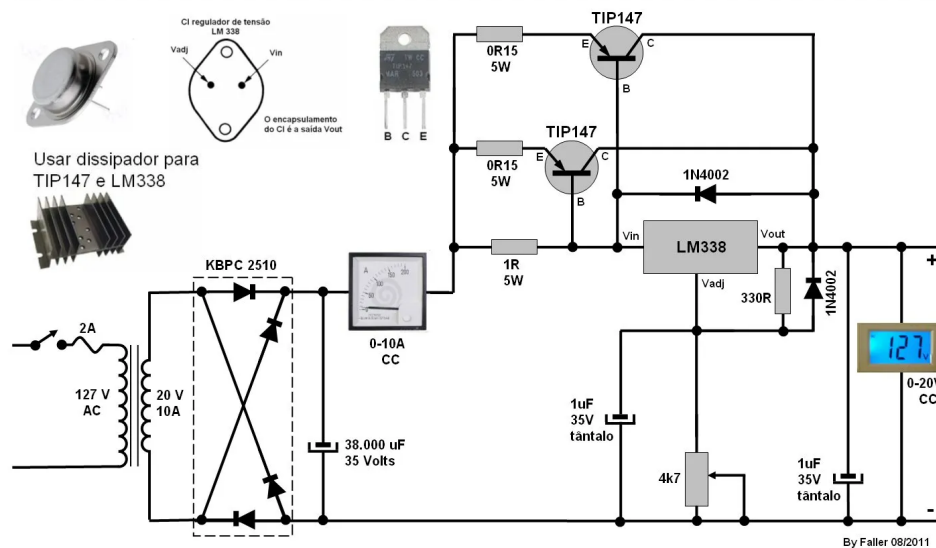 CI regulador de tensão
LM 338
Vadj
Vin
O encapsulamento
do CI é a saída Vout
B C E
Usar dissipador para
TIP147 e LM338
TIP147
0R15
5W
E
C
B
TIP147
0R15
5W
E
C
B
1N4002
Vin
LM338
Vout
Vadj
1R
5W
330R
1N4002
KBPC 2510
A
0-10A
CC
2A
127 V
AC
20 V
10A
38.000 uF
35 Volts
1uF
35V
tântalo
4k7
1uF
35V
tântalo
+
127
V
0-20V
CC
-
By Faller 08/2011